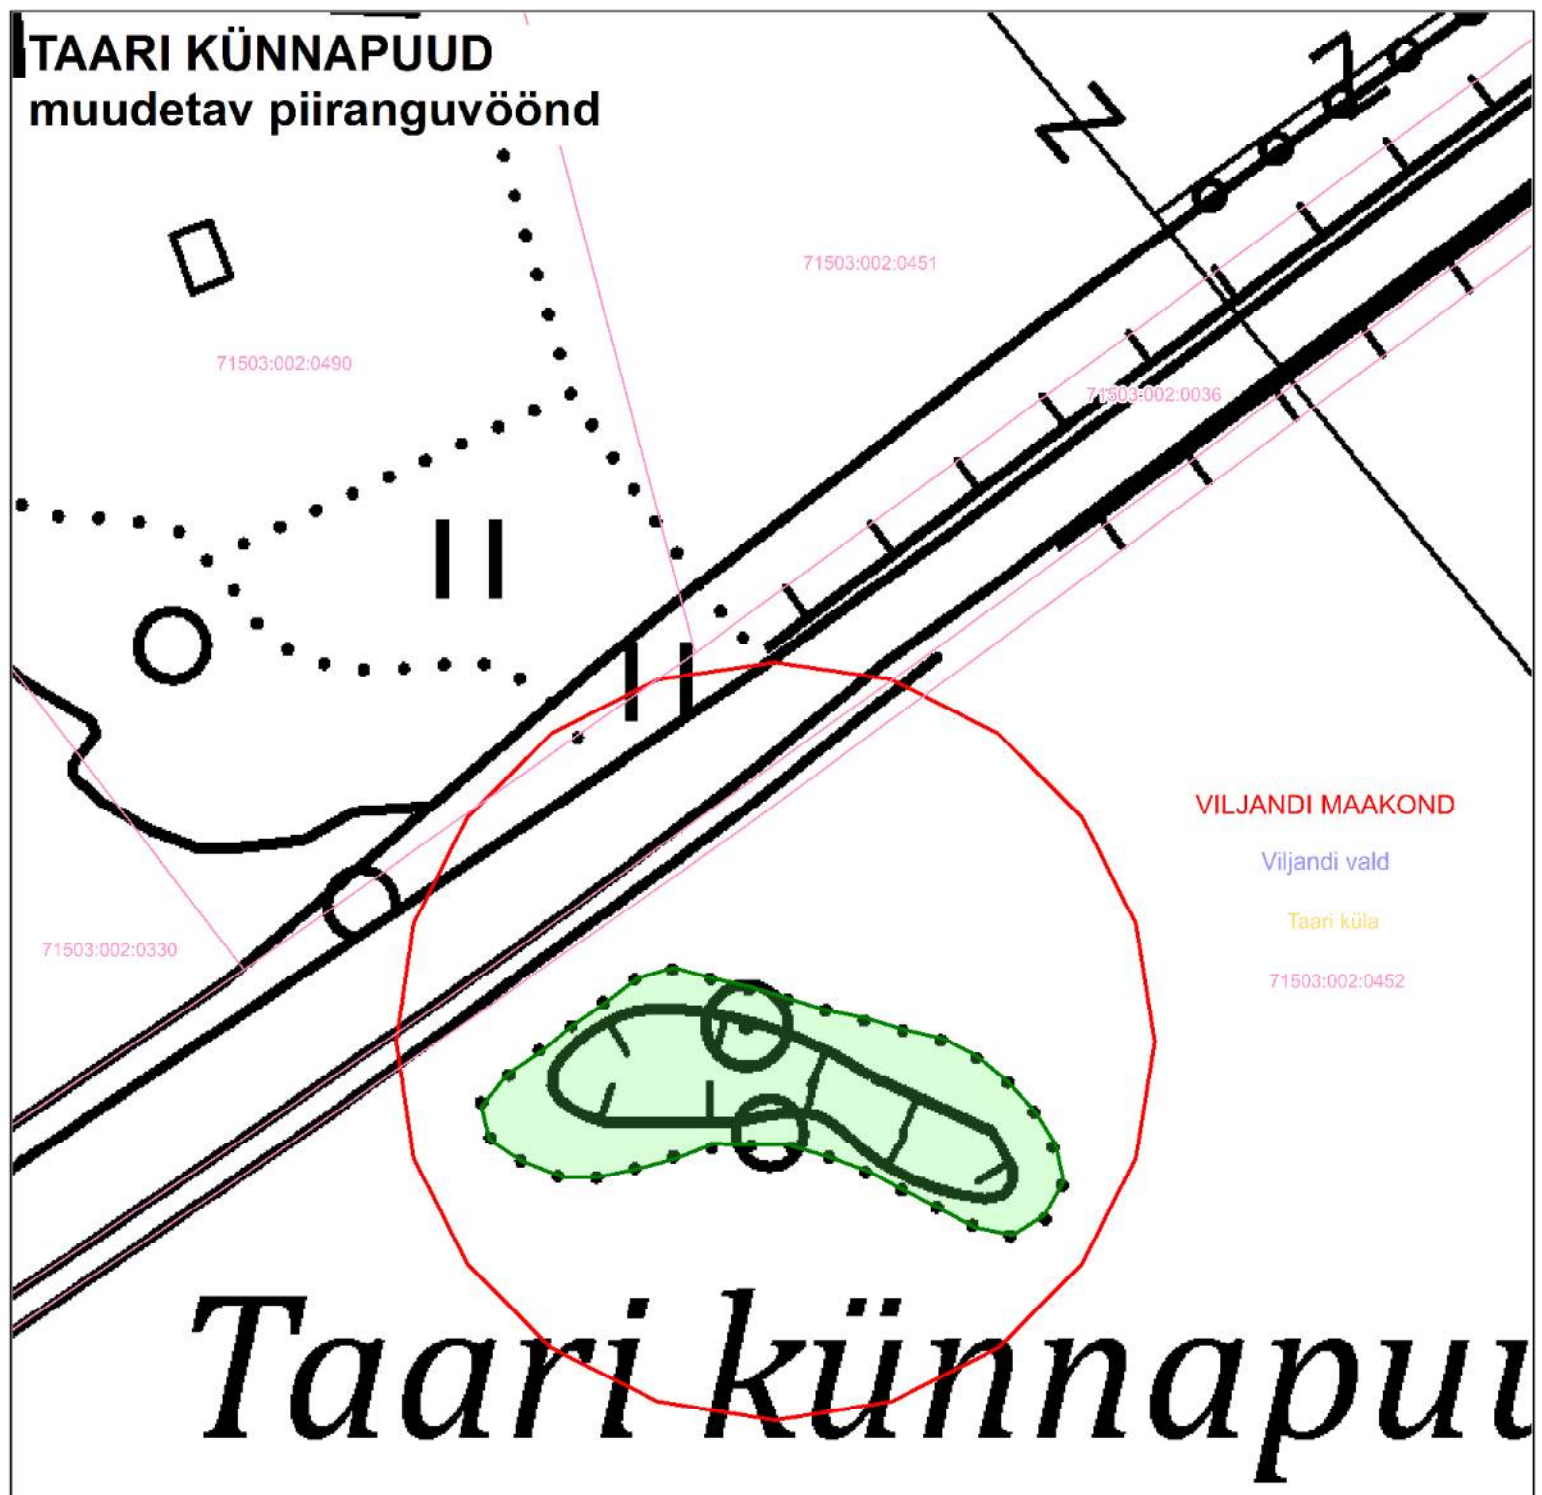 TAARI KÜNNAPUUD
muudetav piiranguvöönd
71503:002:0451
71503:002:0490
71503:002:0036
VILJANDI MAAKOND
Viljandi vald
Taari küla
71503:002:0330
71503:002:0452
Taari künnapuu